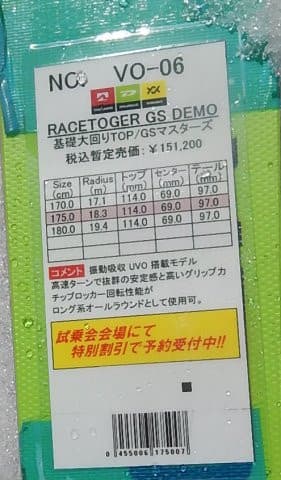 NO. VO-06
RACETOGER GS DEMO
基礎大回りTOP/GSマスターズ
税込暫定売価:¥151,200
Size (cm) Radius (m) トップ (mm) センター (mm) テール (mm)
170.0 17.1 114.0 69.0 97.0
175.0 18.3 114.0 69.0 97.0
180.0 19.4 114.0 69.0 97.0
コメント 振動吸収 UVO 搭載モデル
高速ターンで抜群の安定感と高いグリップ力
チップロッカー回転性能が
ロング系オールラウンドとして使用可。
試乗会会場にて
特別割引で予約受付中!!
0 455006 175007